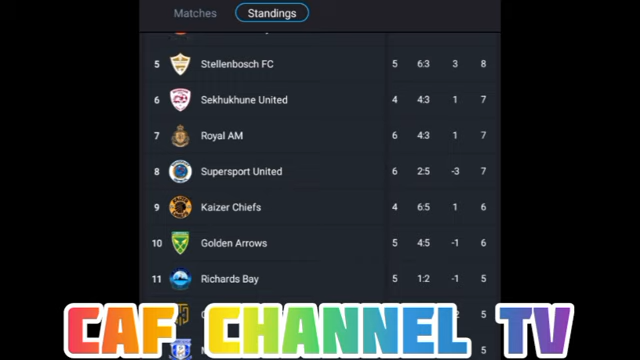 Matches Standings
5 Stellenbosch FC 5 6:3 3 8
6 Sekhukhune United 4 4:3 1 7
7 Royal AM 6 4:3 1 7
8 Supersport United 6 2:5 -3 7
9 Kaizer Chiefs 4 6:5 1 6
10 Golden Arrows 5 4:5 -1 6
11 Richards Bay 5 1:2 -1 5
5
CAF CHANNEL TV
5